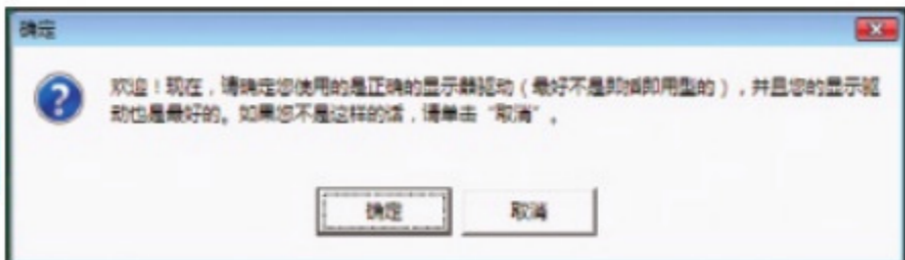 确定
欢迎！现在，请确定您使用的是正确的显示器驱动（最好不是即插即用型的），并且您的显示驱
动也是最好的。如果您不是这样的话，请单击“取消”。
确定 取消